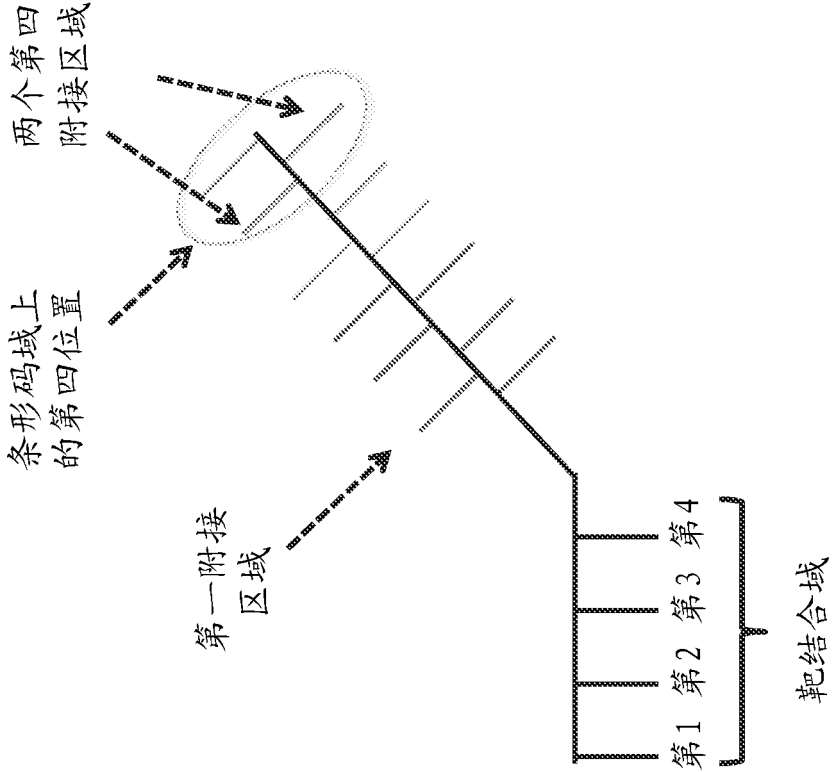 两个第四
附接区域
条形码域上
的第四位置
第一附接
区域
第1 第2 第3 第4
靶结合域